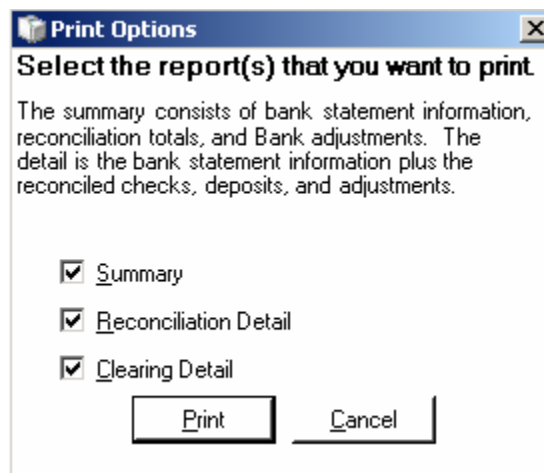 Print Options
Select the report(s) that you want to print.
The summary consists of bank statement information,
reconciliation totals, and Bank adjustments.  The
detail is the bank statement information plus the
reconciled checks, deposits, and adjustments.
Summary
Reconciliation Detail
Clearing Detail
Print Cancel